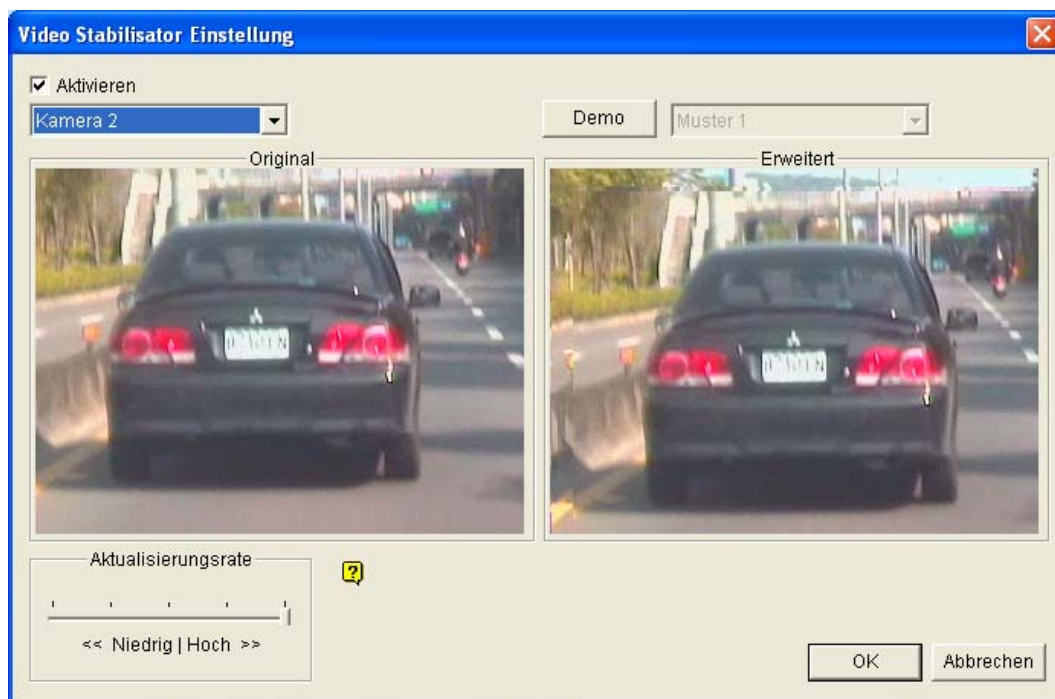 Video Stabilisator Einstellung
Aktivieren
Kamera 2
Demo
Muster 1
Original
Erweitert
Aktualisierungsrate
<< Niedrig | Hoch >>
?
OK
Abbrechen